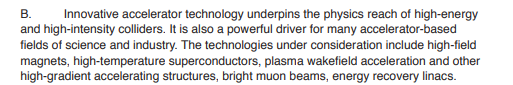 B. Innovative accelerator technology underpins the physics reach of high-energy
and high-intensity colliders. It is also a powerful driver for many accelerator-based
fields of science and industry. The technologies under consideration include high-field
magnets, high-temperature superconductors, plasma wakefield acceleration and other
high-gradient accelerating structures, bright muon beams, energy recovery linacs.